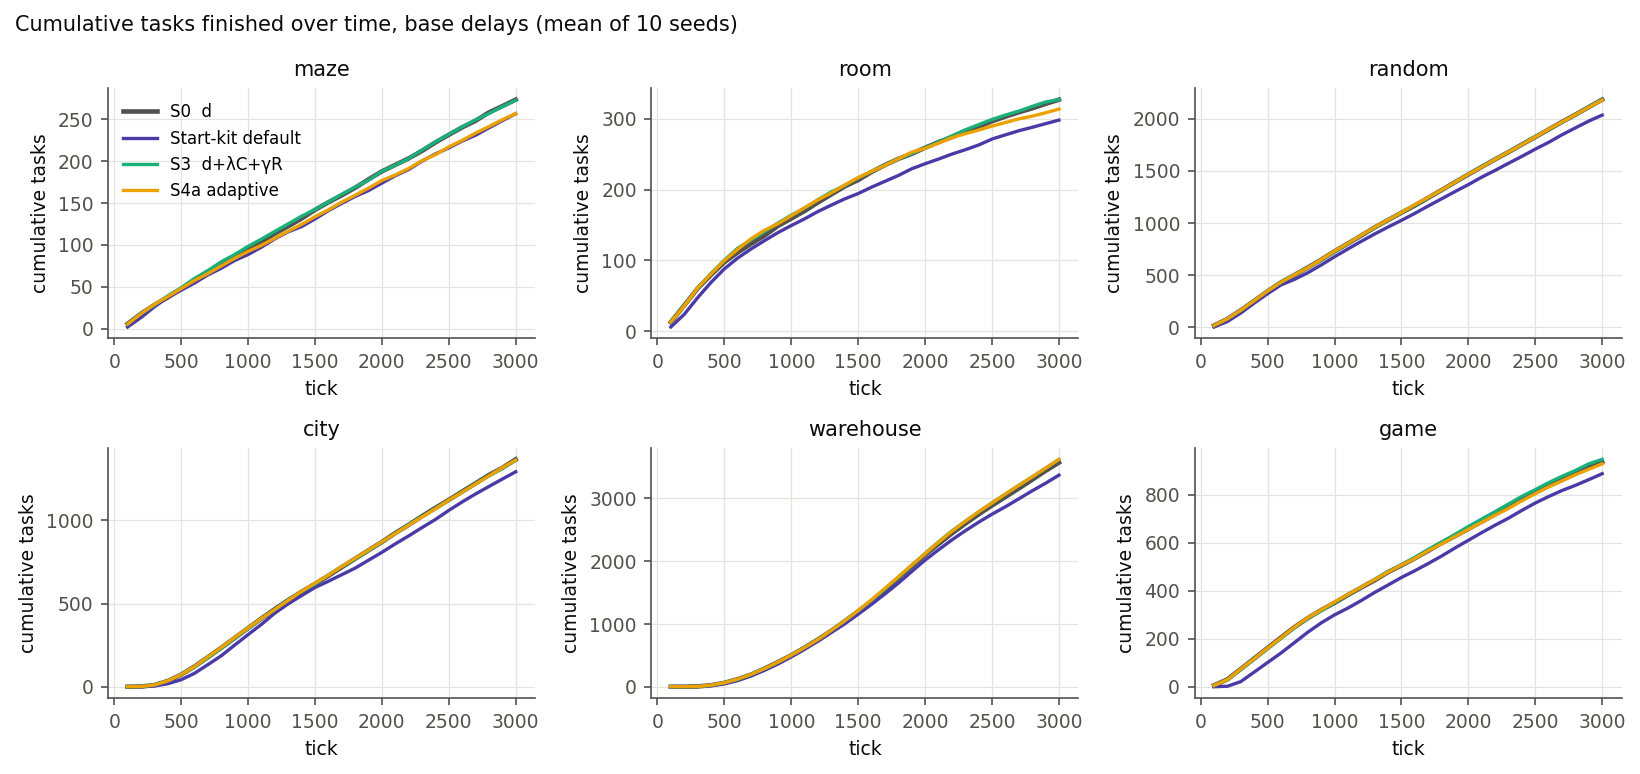 Cumulative tasks finished over time, base delays (mean of 10 seeds)
maze
cumulative tasks
250
200
150
100
50
0
S0  d
Start-kit default
S3  d+λC+γR
S4a adaptive
0 500 1000 1500 2000 2500 3000
tick
room
cumulative tasks
300
200
100
0
0 500 1000 1500 2000 2500 3000
tick
random
cumulative tasks
2000
1500
1000
500
0
0 500 1000 1500 2000 2500 3000
tick
city
cumulative tasks
1000
500
0
0 500 1000 1500 2000 2500 3000
tick
warehouse
cumulative tasks
3000
2000
1000
0
0 500 1000 1500 2000 2500 3000
tick
game
cumulative tasks
800
600
400
200
0
0 500 1000 1500 2000 2500 3000
tick